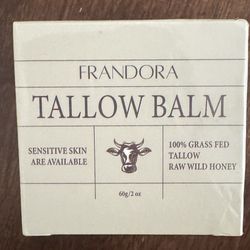 FRANDORA
TALLOW BALM
SENSITIVE SKIN
ARE AVAILABLE
100% GRASS FED
TALLOW
RAW WILD HONEY
60g/2 oz